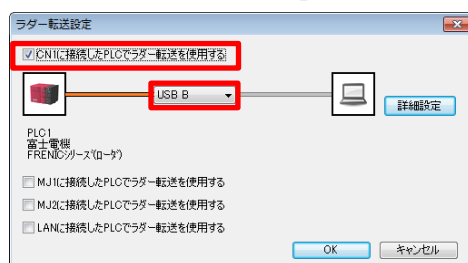 ラダー転送設定
CN1に接続したPLCでラダー転送を使用する
USB B
詳細設定
PLC1
富士電機
FRENICシリーズ(ローダ)
MJ1に接続したPLCでラダー転送を使用する
MJ2に接続したPLCでラダー転送を使用する
LANに接続したPLCでラダー転送を使用する
OK
キャンセル